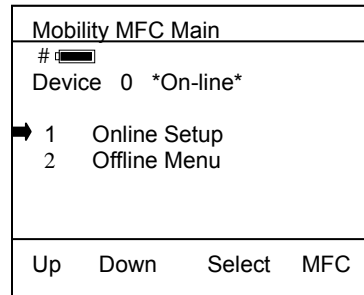 Mobility MFC Main
#
Device 0 *On-line*
1 Online Setup
2 Offline Menu
Up Down Select MFC